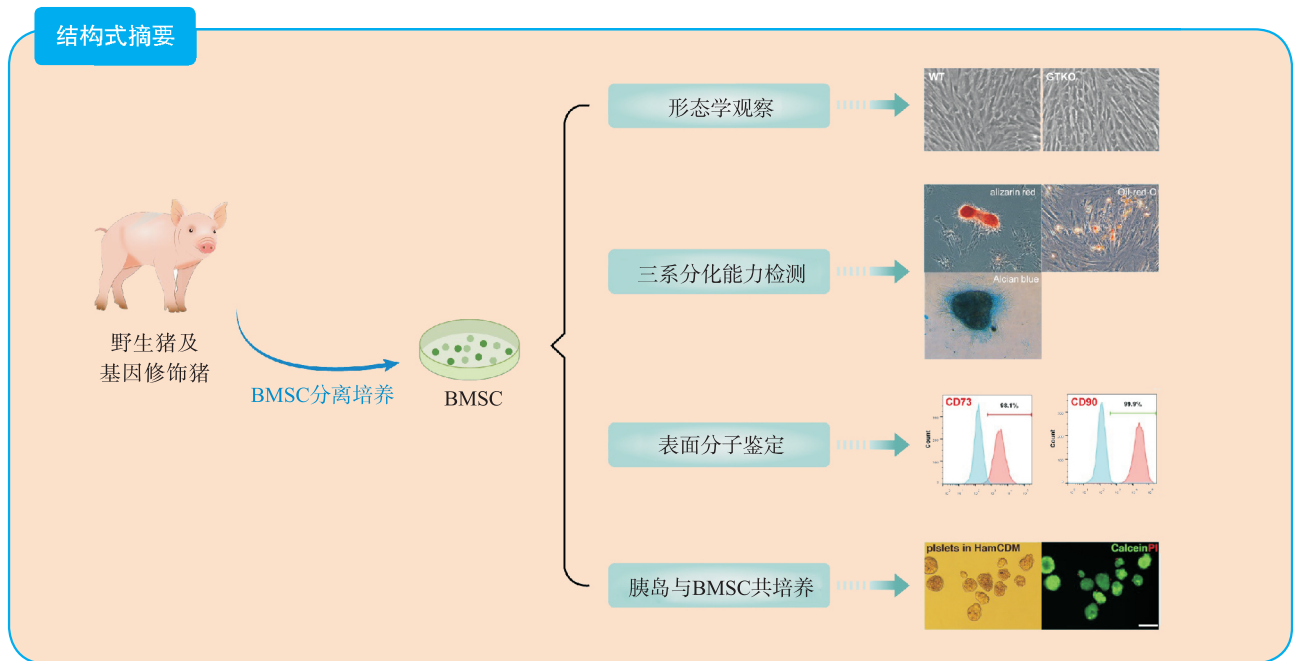 结构式摘要
野生猪及
基因修饰猪
BMSC分离培养
BMSC
形态学观察
WT
GTKO
三系分化能力检测
alizarin red
Oil-red-O
Alcian blue
表面分子鉴定
CD73
98.1%
Count
CD90
99.9%
Count
胰岛与BMSC共培养
pIslets in HamCDM
CalceinPI